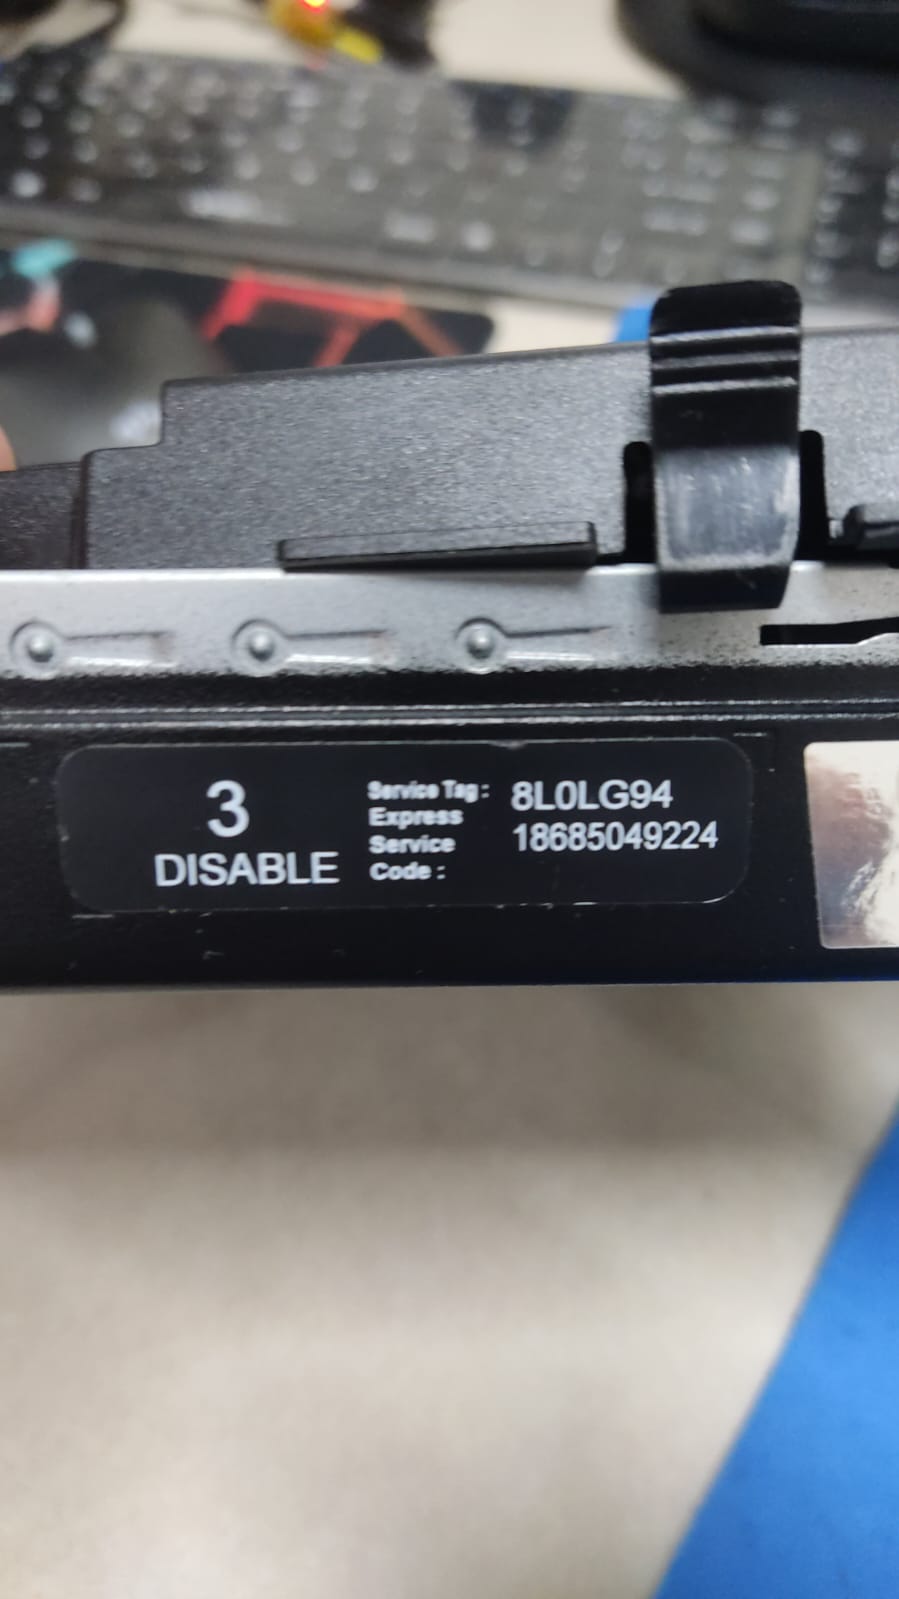 3
DISABLE
Service Tag : 8L0LG94
Express
Service 18685049224
Code :